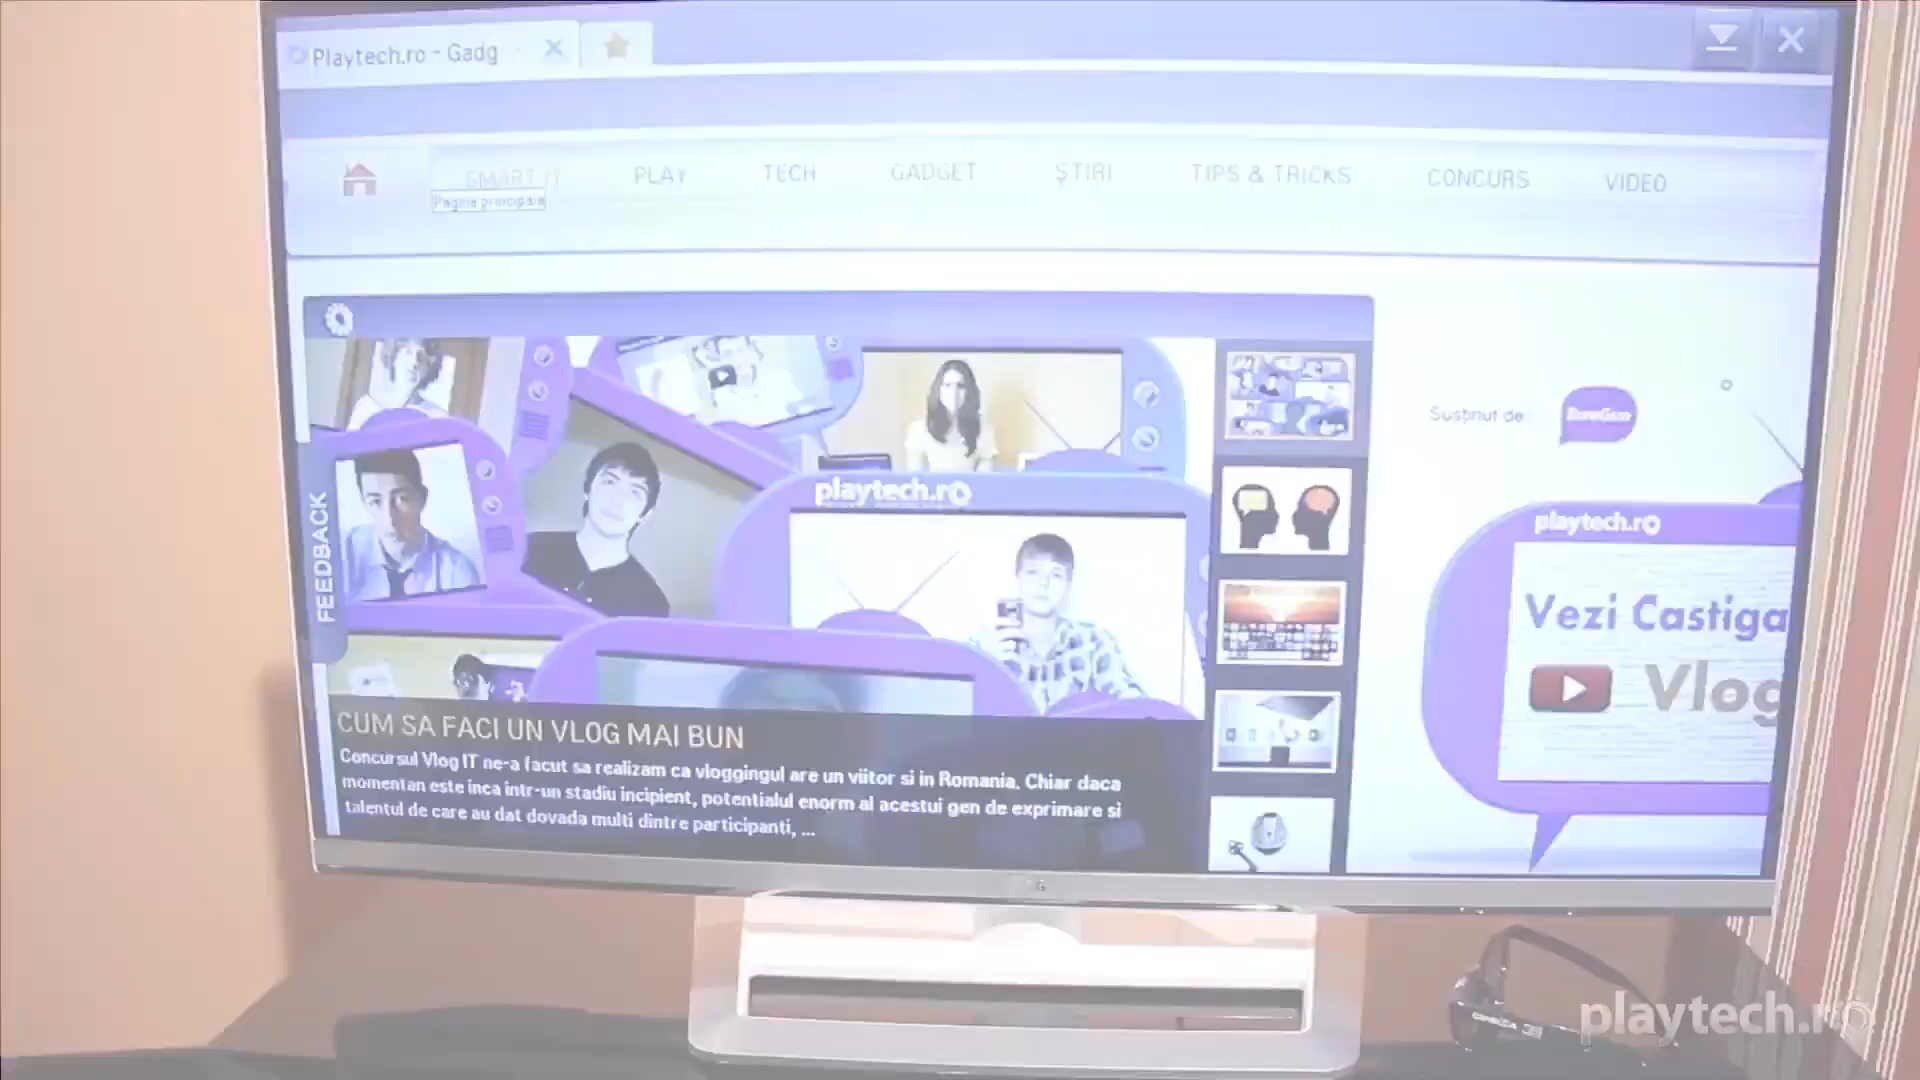 Playtech.ro - Gadg
SMART IT
PLAY
TECH
GADGET
ȘTIRI
TIPS & TRICKS
CONCURS
VIDEO
Pagina principala
Susținut de
playtech.ro
playtech.ro
Vezi Castiga
Vlog
FEEDBACK
CUM SA FACI UN VLOG MAI BUN
Concursul Vlog IT ne-a facut sa realizam ca vloggingul are un viitor si in Romania. Chiar daca
momentan este inca intr-un stadiu incipient, potentialul enorm al acestui gen de exprimare si
talentul de care au dat dovada multi dintre participanti, ...
playtech.ro